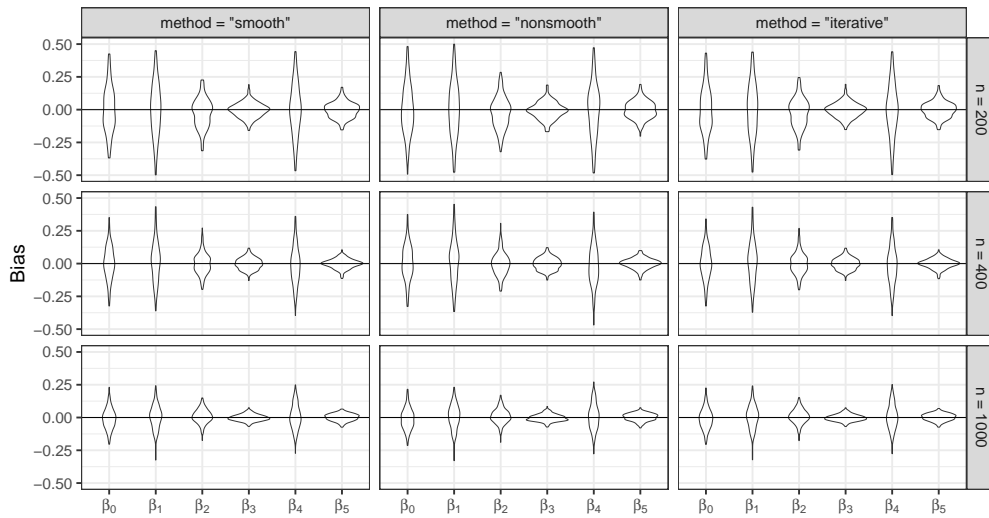 method = "smooth" method = "nonsmooth" method = "iterative"
Bias
0.50
0.25
0.00
−0.25
−0.50
n = 200
0.50
0.25
0.00
−0.25
−0.50
n = 400
0.50
0.25
0.00
−0.25
−0.50
n = 1000
β₀ β₁ β₂ β₃ β₄ β₅ β₀ β₁ β₂ β₃ β₄ β₅ β₀ β₁ β₂ β₃ β₄ β₅